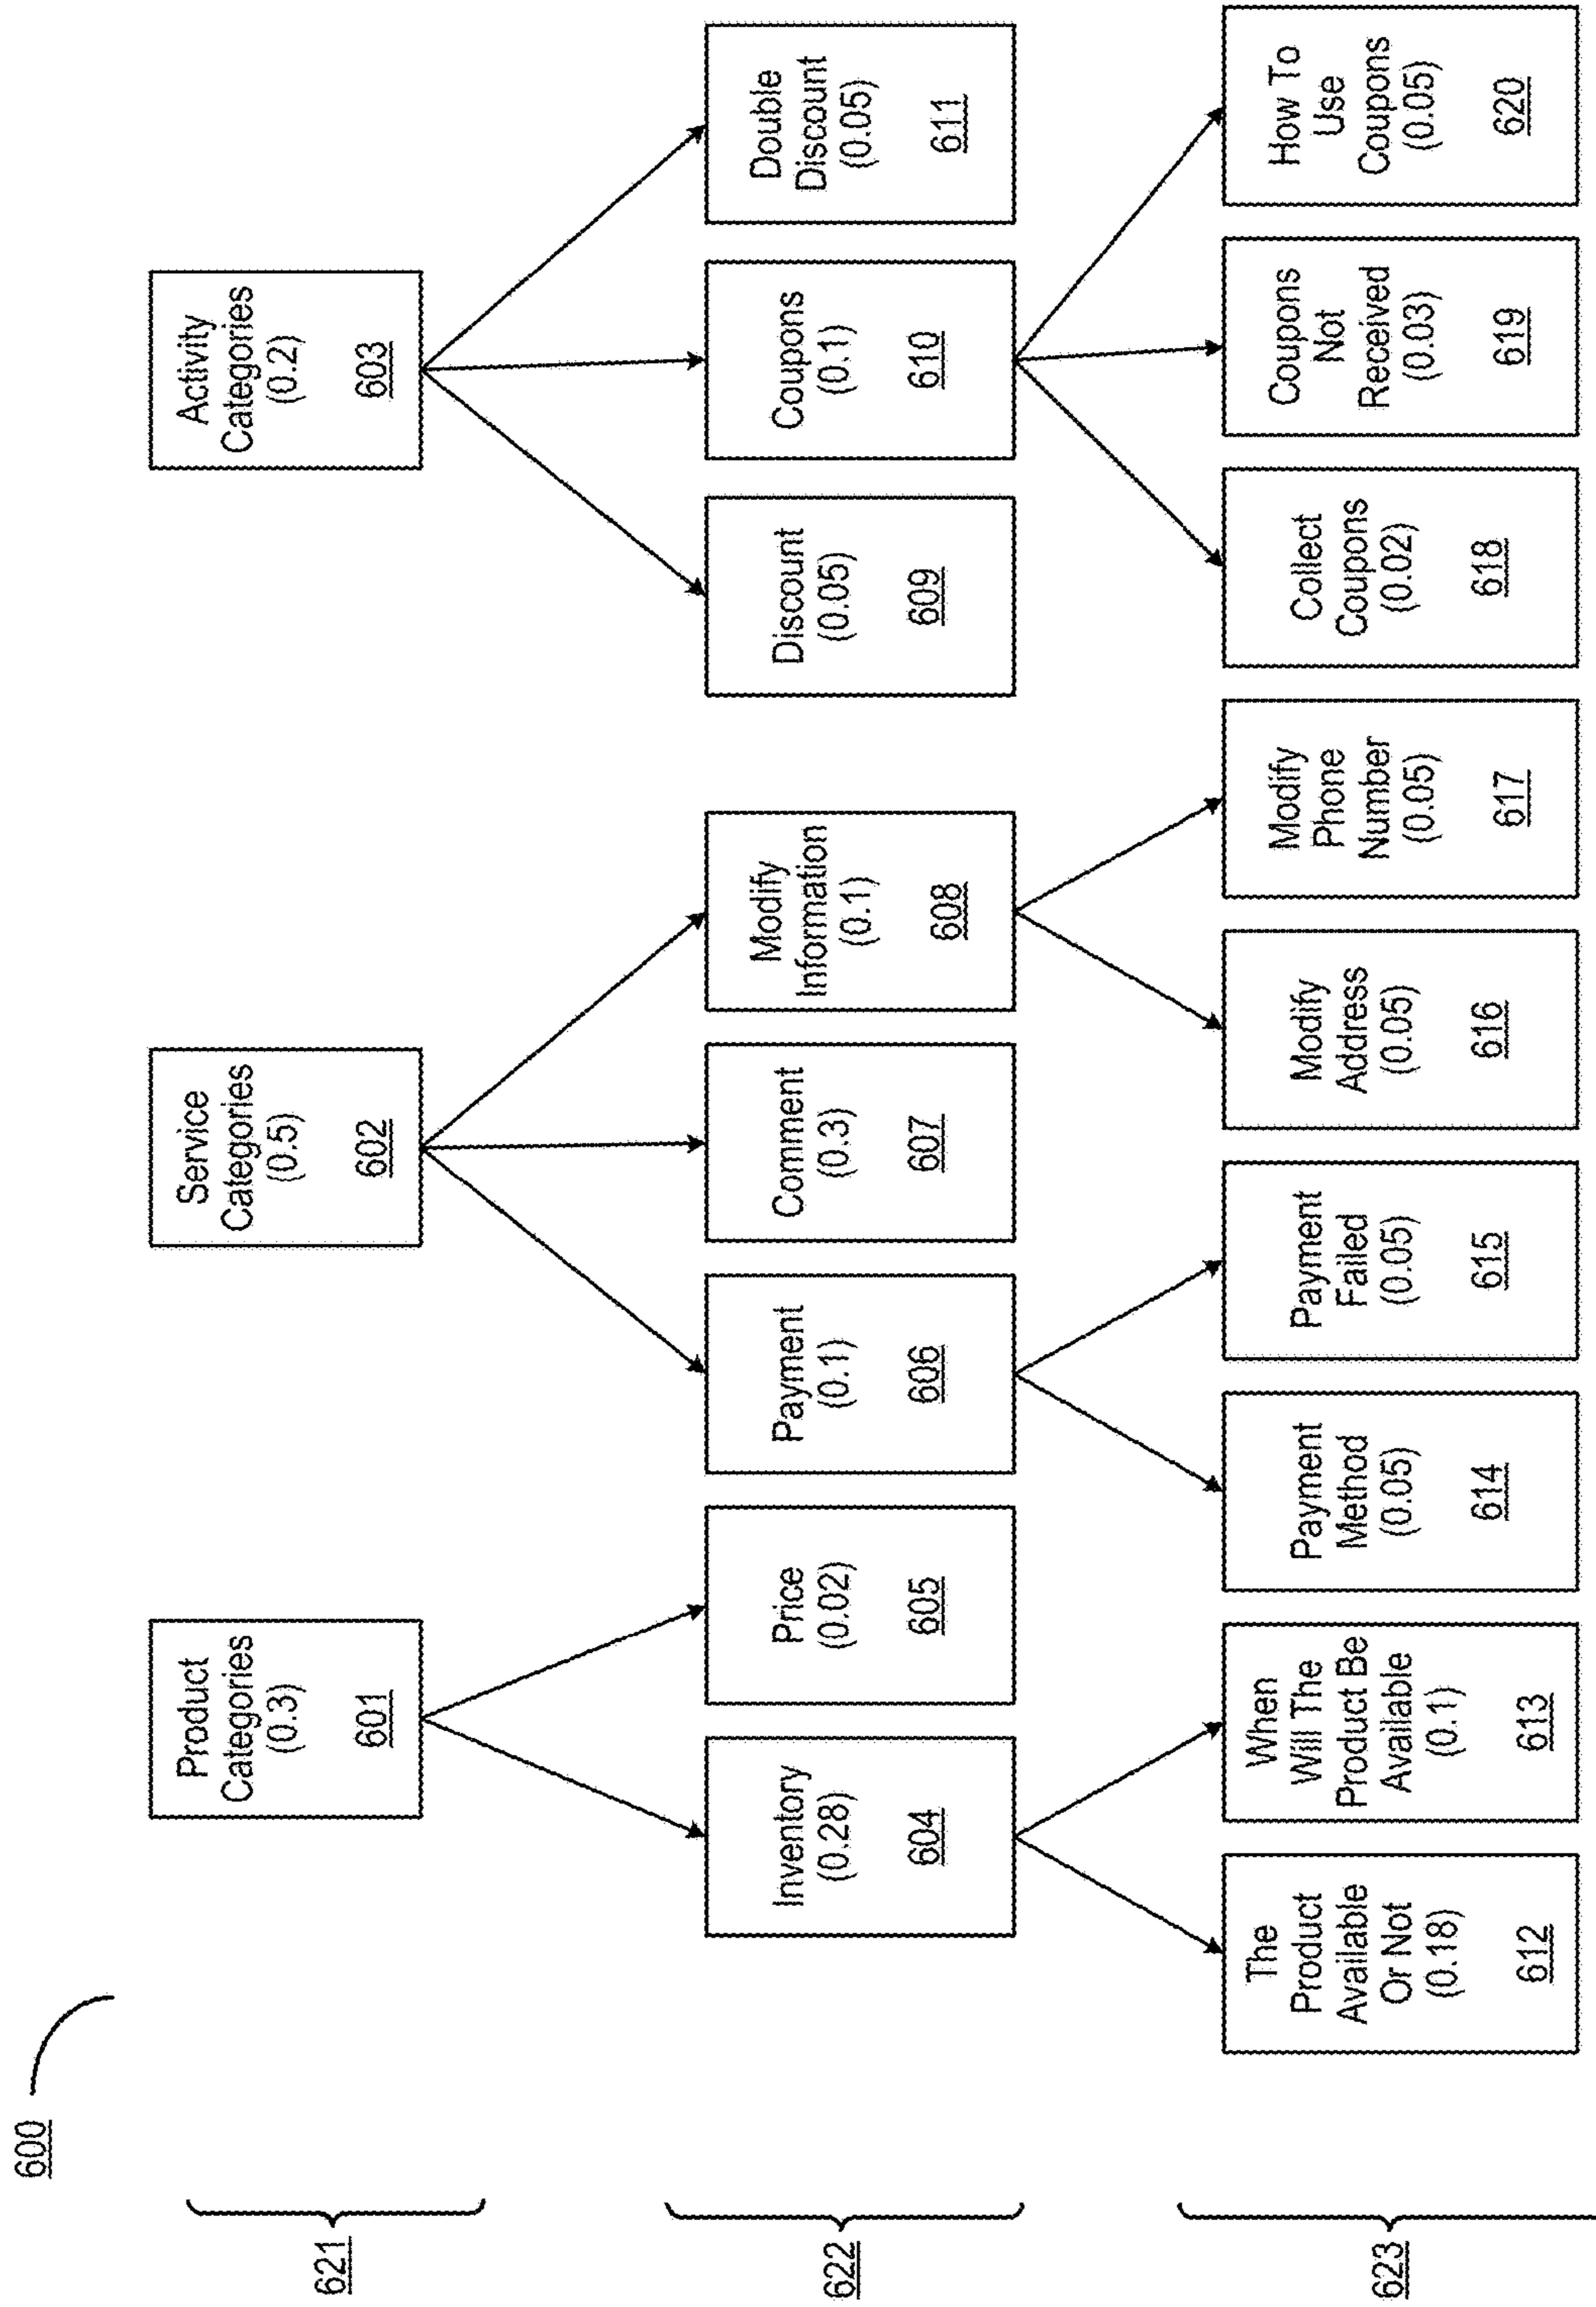 600
621
Product
Categories
(0.3)
601
Service
Categories
(0.5)
602
Activity
Categories
(0.2)
603
622
Inventory
(0.28)
604
Price
(0.02)
605
Payment
(0.1)
606
Comment
(0.3)
607
Modify
Information
(0.1)
608
Discount
(0.05)
609
Coupons
(0.1)
610
Double
Discount
(0.05)
611
623
The
Product
Available
Or Not
(0.18)
612
When
Will The
Product Be
Available
(0.1)
613
Payment
Method
(0.05)
614
Payment
Failed
(0.05)
615
Modify
Address
(0.05)
616
Modify
Phone
Number
(0.05)
617
Collect
Coupons
(0.02)
618
Coupons
Not
Received
(0.03)
619
How To
Use
Coupons
(0.05)
620